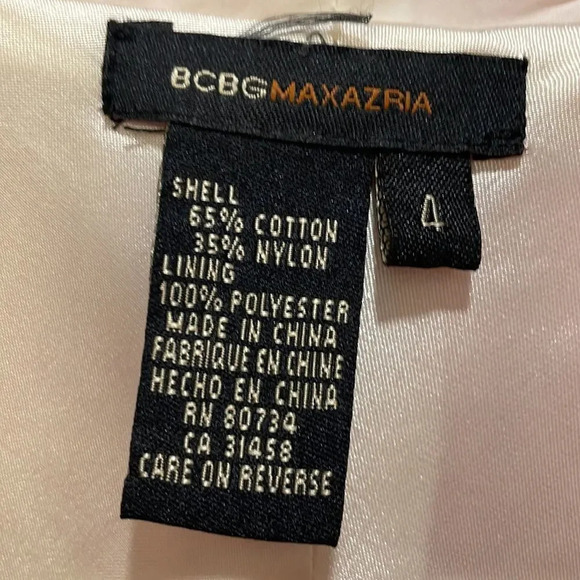 BCBGMAXAZRIA
4
SHELL
65% COTTON
35% NYLON
LINING
100% POLYESTER
MADE IN CHINA
FABRIQUE EN CHINE
HECHO EN CHINA
RN 80734
CA 31458
CARE ON REVERSE